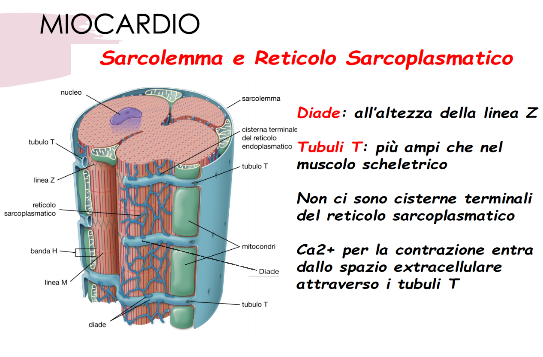 MIOCARDIO
Sarcolemma e Reticolo Sarcoplasmatico
nucleo
sarcolemma
cisterna terminale
del reticolo
endoplasmatico
tubulo T
tubulo T
linea Z
reticolo
sarcoplasmatico
mitocondri
banda H
Diade
linea M
tubulo T
diade
Diade: all'altezza della linea Z
Tubuli T: più ampi che nel
muscolo scheletrico
Non ci sono cisterne terminali
del reticolo sarcoplasmatico
Ca2+ per la contrazione entra
dallo spazio extracellulare
attraverso i tubuli T